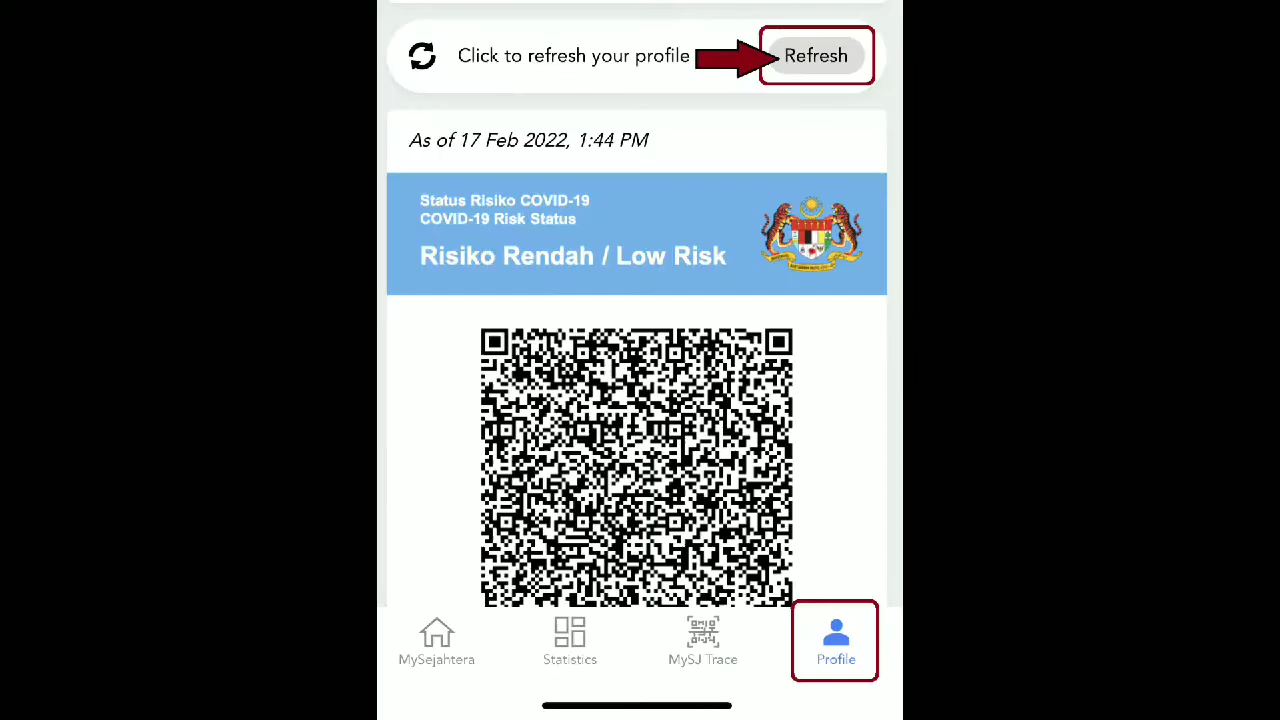 Click to refresh your profile
Refresh
As of 17 Feb 2022, 1:44 PM
Status Risiko COVID-19
COVID-19 Risk Status
Risiko Rendah / Low Risk
MySejahtera
Statistics
MySJ Trace
Profile